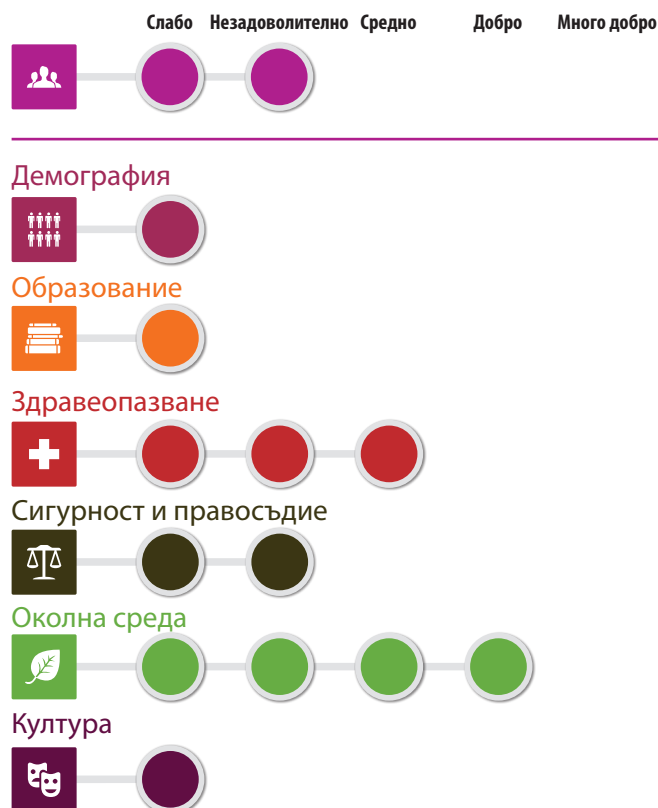 Слабо Незадоволително Средно Добро Много добро
Демография
Образование
Здравеопазване
Сигурност и правосъдие
Околна среда
Култура